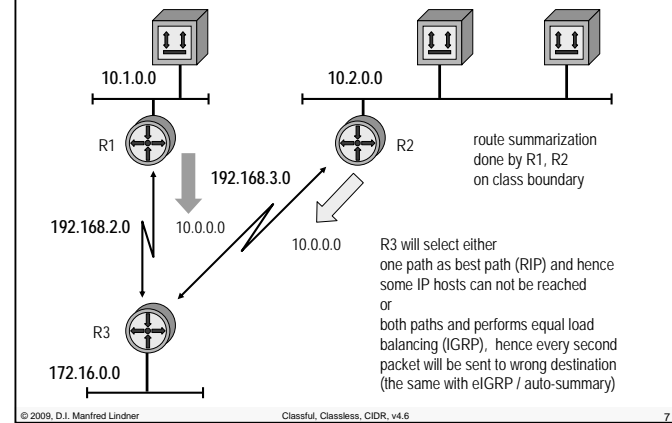 10.1.0.0
10.2.0.0
R1
R2
route summarization
done by R1, R2
on class boundary
192.168.3.0
192.168.2.0
10.0.0.0
10.0.0.0
R3 will select either
one path as best path (RIP) and hence
some IP hosts can not be reached
or
both paths and performs equal load
balancing (IGRP), hence every second
packet will be sent to wrong destination
(the same with eIGRP / auto-summary)
R3
172.16.0.0
© 2009, D.I. Manfred Lindner
Classful, Classless, CIDR, v4.6
7